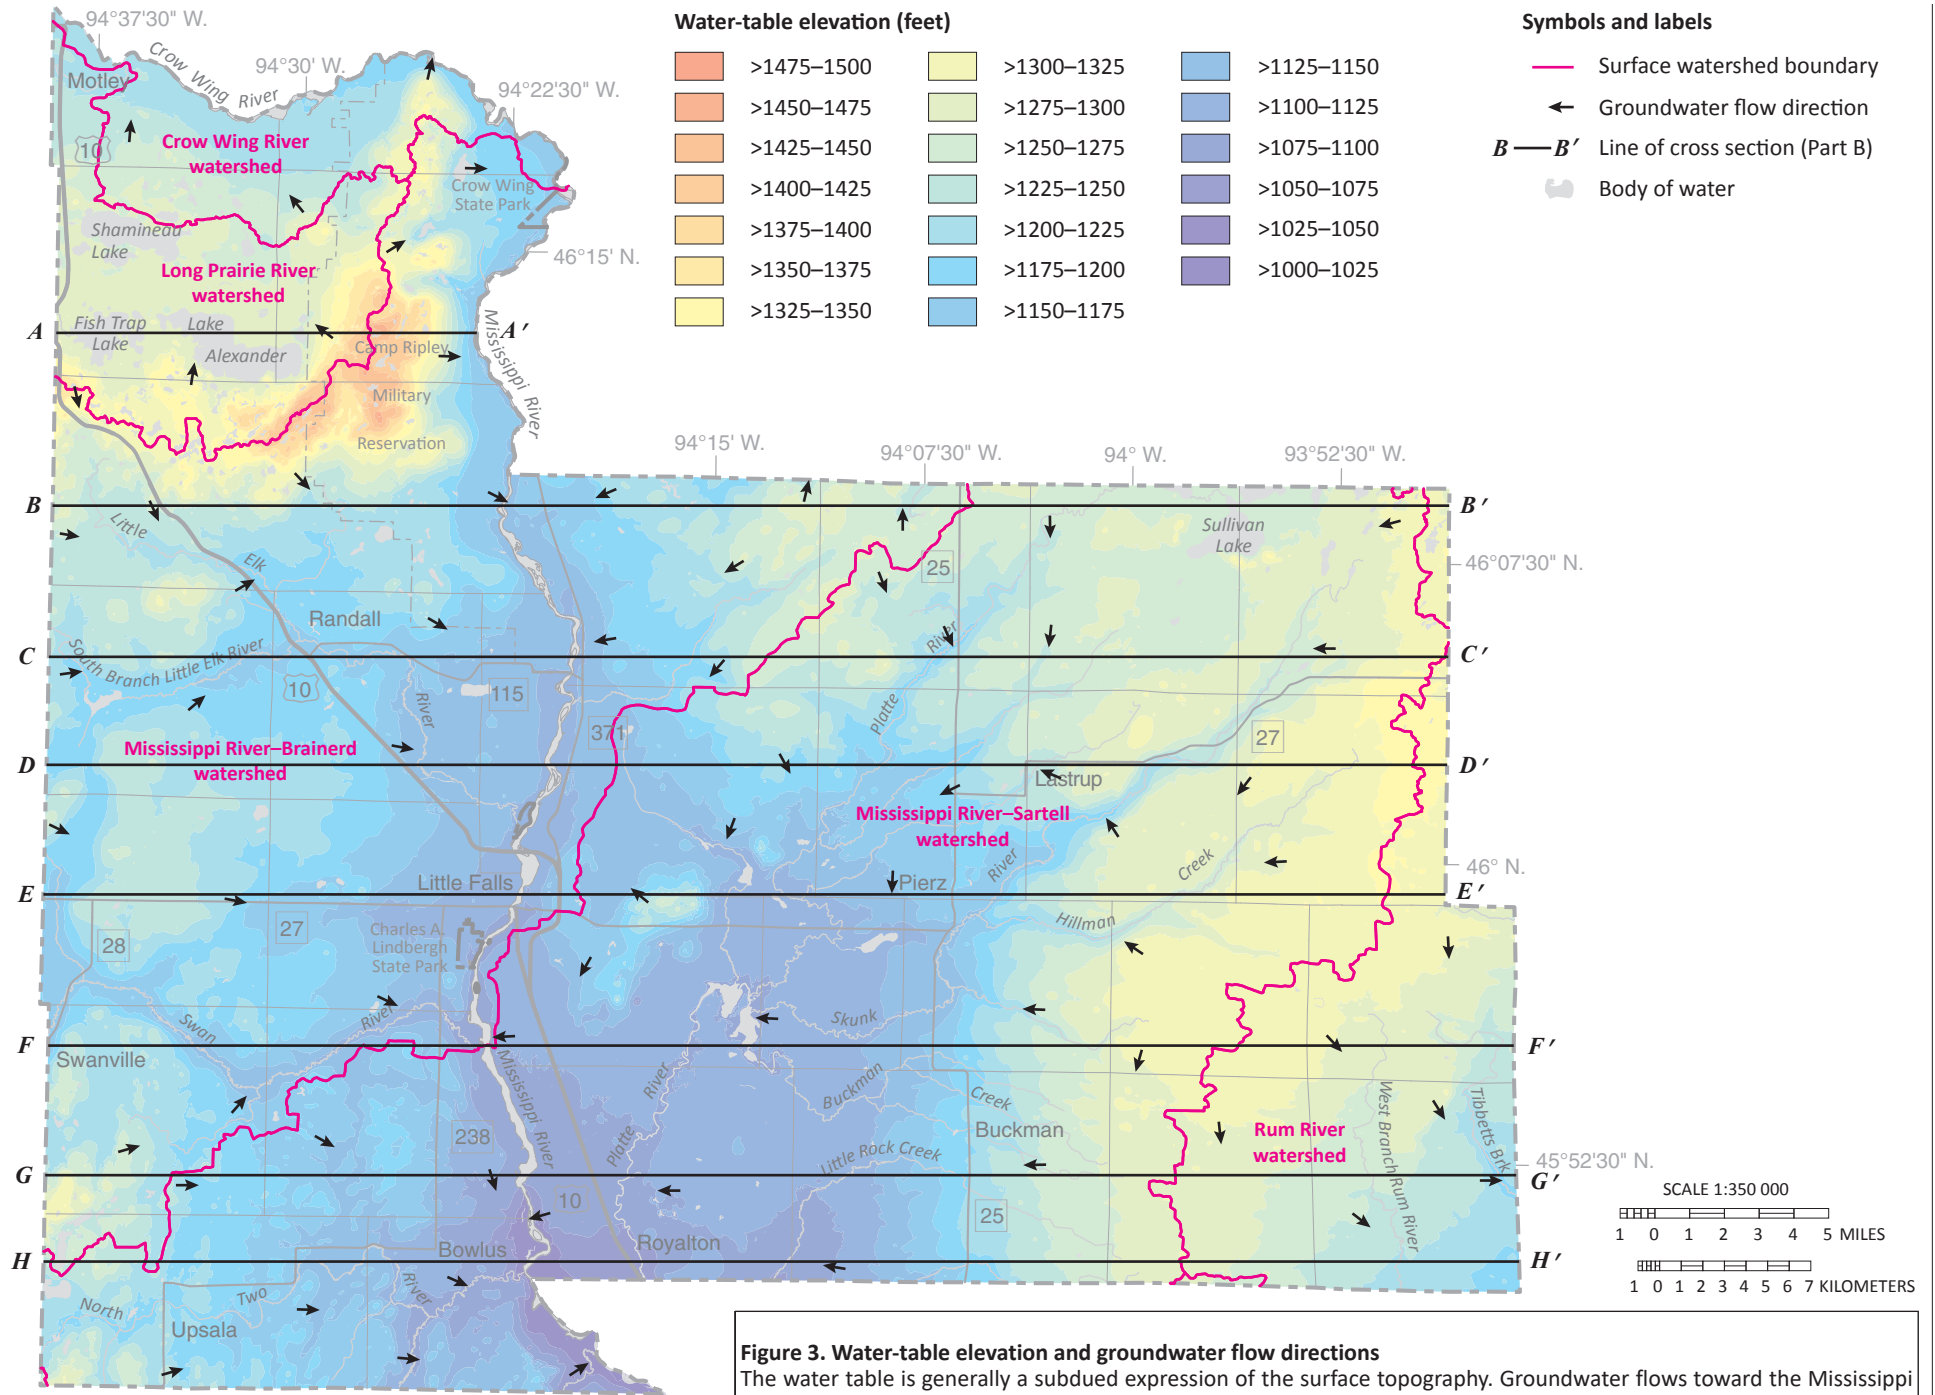 Water-table elevation (feet)
>1475–1500
>1450–1475
>1425–1450
>1400–1425
>1375–1400
>1350–1375
>1325–1350
>1300–1325
>1275–1300
>1250–1275
>1225–1250
>1200–1225
>1175–1200
>1150–1175
>1125–1150
>1100–1125
>1075–1100
>1050–1075
>1025–1050
>1000–1025
Symbols and labels
Surface watershed boundary
Groundwater flow direction
B B′ Line of cross section (Part B)
Body of water
94°37'30" W.
Crow Wing River
94°30' W.
94°22'30" W.
Motley
10
Crow Wing River
watershed
Crow Wing
State Park
Shamineau
Lake
46°15' N.
Long Prairie River
watershed
Fish Trap
Lake
Lake
Alexander
A A′
Camp Ripley
Military
Reservation
Mississippi River
94°15' W.
94°07'30" W.
94° W.
93°52'30" W.
B B′
Little
Elk
Sullivan
Lake
25
46°07'30" N.
Randall
River
C C′
South Branch Little Elk River
10
115
River
371
Platte
27
Mississippi River–Brainerd
watershed
D D′
Lastrup
Mississippi River–Sartell
watershed
River
Creek
46° N.
Little Falls
Pierz
E E′
28
27
Charles A.
Lindbergh
State Park
Hillman
Swan
River
Skunk
F F′
Swanville
Mississippi River
River
Buckman
Creek
West Branch Rum River
Tibbetts Brk
238
Platte
Buckman
Rum River
watershed
Little Rock Creek
45°52'30" N.
G G′
10
25
SCALE 1:350 000
1 0 1 2 3 4 5 MILES
1 0 1 2 3 4 5 6 7 KILOMETERS
Bowlus
Royalton
H H′
North
Two
River
Upsala
Figure 3. Water-table elevation and groundwater flow directions
The water table is generally a subdued expression of the surface topography. Groundwater flows toward the Mississippi